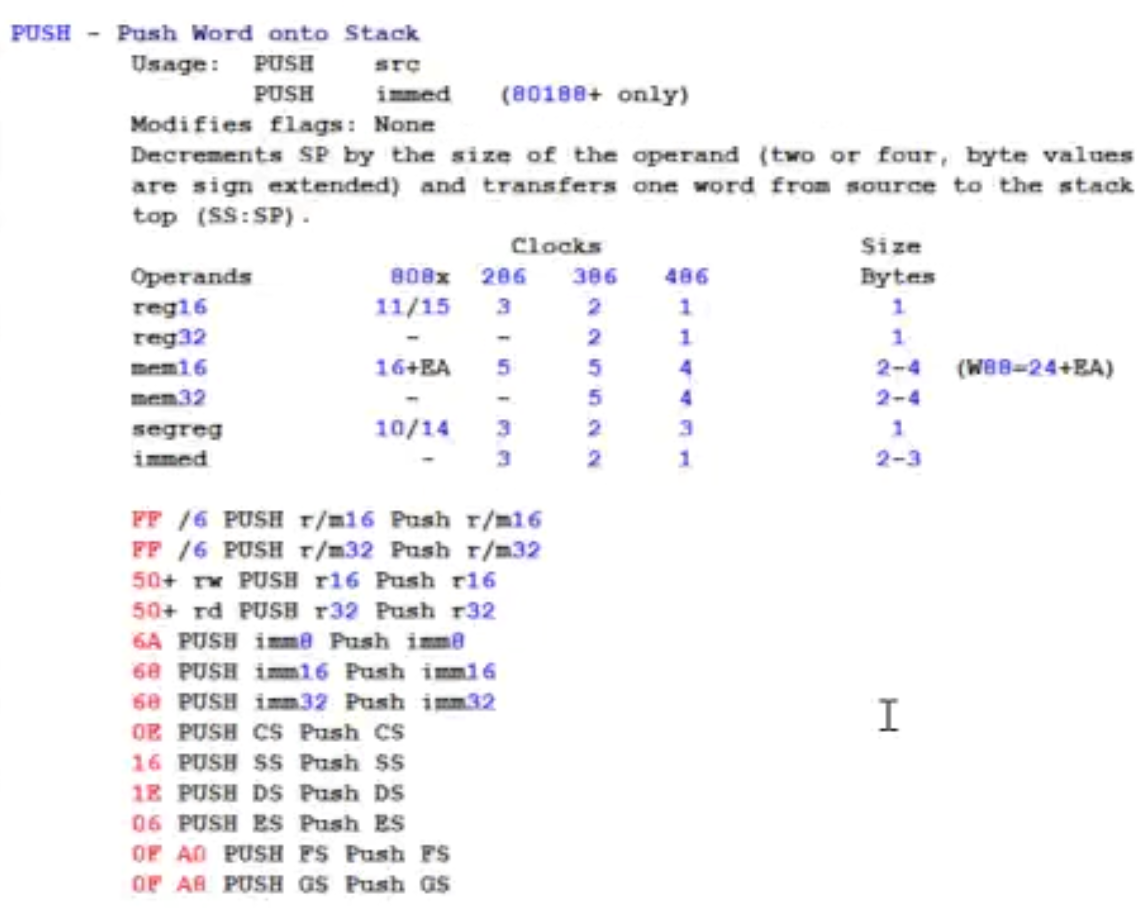 PUSH - Push Word onto Stack
Usage: PUSH src
PUSH immed (80188+ only)
Modifies flags: None
Decrements SP by the size of the operand (two or four, byte values
are sign extended) and transfers one word from source to the stack
top (SS:SP).
Clocks Size
Operands 808x 286 386 486 Bytes
reg16 11/15 3 2 1 1
reg32 - - 2 1 1
mem16 16+EA 5 5 4 2-4 (W88=24+EA)
mem32 - - 5 4 2-4
segreg 10/14 3 2 3 1
immed - 3 2 1 2-3
FF /6 PUSH r/m16 Push r/m16
FF /6 PUSH r/m32 Push r/m32
50+ rw PUSH r16 Push r16
50+ rd PUSH r32 Push r32
6A PUSH imm8 Push imm8
68 PUSH imm16 Push imm16
68 PUSH imm32 Push imm32
0E PUSH CS Push CS
16 PUSH SS Push SS
1E PUSH DS Push DS
06 PUSH ES Push ES
0F A0 PUSH FS Push FS
0F A8 PUSH GS Push GS